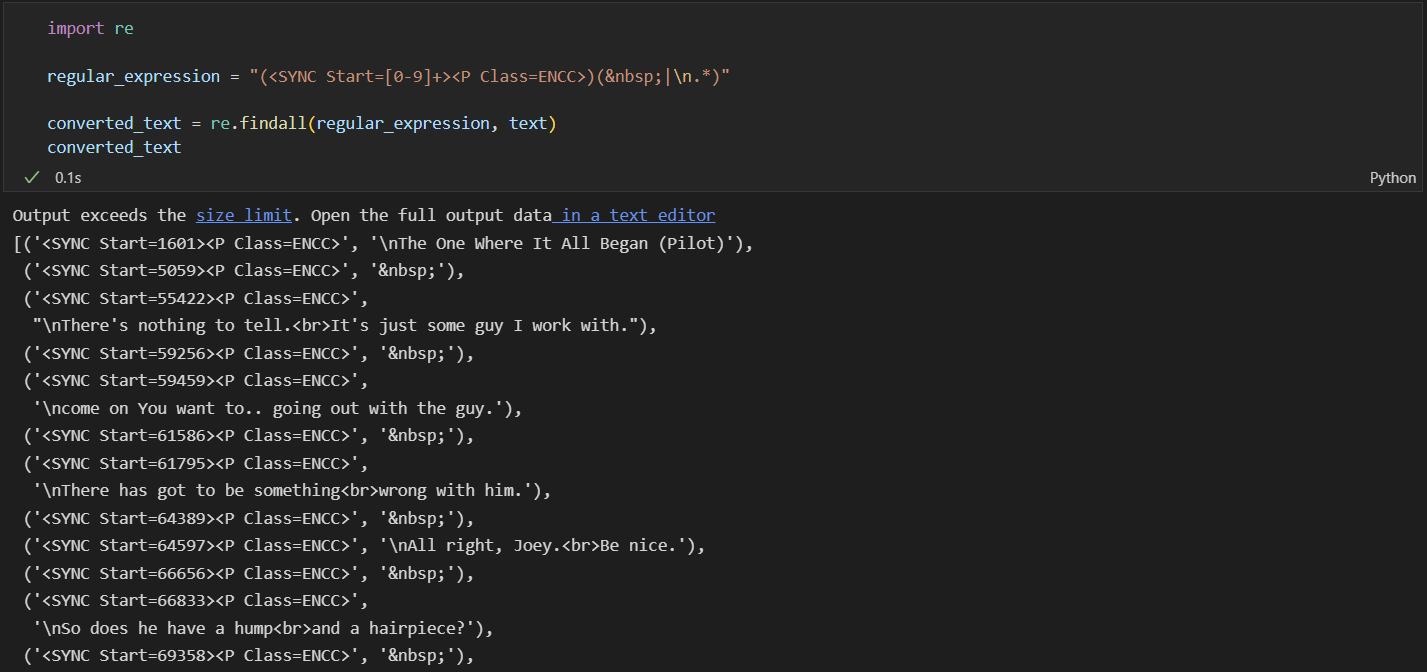 import re
regular_expression = "(<SYNC Start=[0-9]+><P Class=ENCC>)(&nbsp;|\n.*)"
converted_text = re.findall(regular_expression, text)
converted_text
0.1s
Python
Output exceeds the size limit. Open the full output data in a text editor
[('<SYNC Start=1601><P Class=ENCC>', '\nThe One Where It All Began (Pilot)'),
('<SYNC Start=5059><P Class=ENCC>', '&nbsp;'),
('<SYNC Start=55422><P Class=ENCC>',
"\nThere's nothing to tell.<br>It's just some guy I work with."),
('<SYNC Start=59256><P Class=ENCC>', '&nbsp;'),
('<SYNC Start=59459><P Class=ENCC>',
'\ncome on You want to.. going out with the guy.'),
('<SYNC Start=61586><P Class=ENCC>', '&nbsp;'),
('<SYNC Start=61795><P Class=ENCC>',
'\nThere has got to be something<br>wrong with him.'),
('<SYNC Start=64389><P Class=ENCC>', '&nbsp;'),
('<SYNC Start=64597><P Class=ENCC>', '\nAll right, Joey.<br>Be nice.'),
('<SYNC Start=66656><P Class=ENCC>', '&nbsp;'),
('<SYNC Start=66833><P Class=ENCC>',
'\nSo does he have a hump<br>and a hairpiece?'),
('<SYNC Start=69358><P Class=ENCC>', '&nbsp;'),